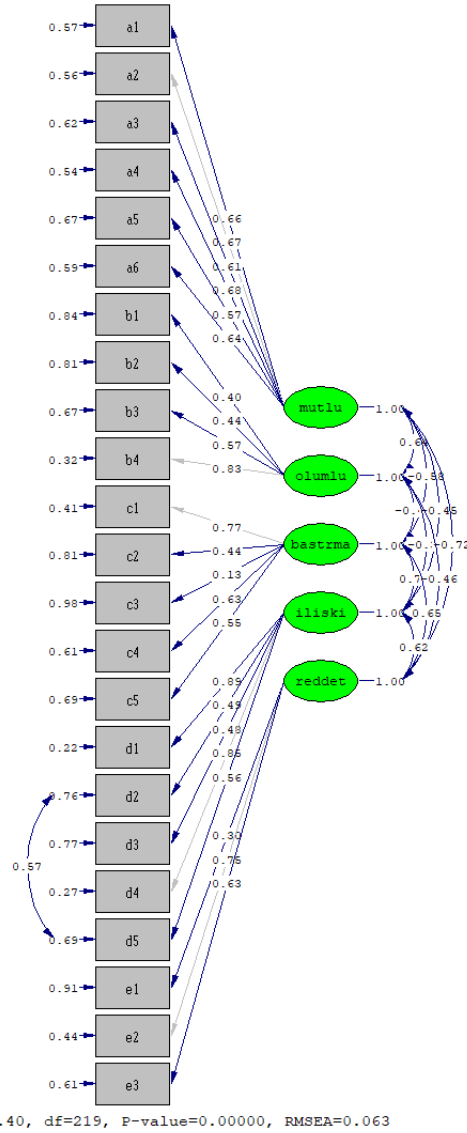 0.57 a1
0.56 a2
0.62 a3
0.54 a4
0.67 a5
0.59 a6
0.84 b1
0.81 b2
0.67 b3
0.32 b4
0.41 c1
0.81 c2
0.98 c3
0.61 c4
0.69 c5
0.22 d1
0.76 d2
0.77 d3
0.27 d4
0.69 d5
0.91 e1
0.44 e2
0.61 e3
0.57
0.66
0.67
0.61
0.68
0.57
0.64
0.40
0.44
0.57
0.83
0.77
0.44
0.13
0.63
0.55
0.89
0.49
0.48
0.85
0.56
0.30
0.75
0.63
mutlu 1.00
olumlu 1.00
bastrma 1.00
iliski 1.00
reddet 1.00
0.64
-0.45
-0.72
-0.46
0.65
0.62
.40, df=219, P-value=0.00000, RMSEA=0.063